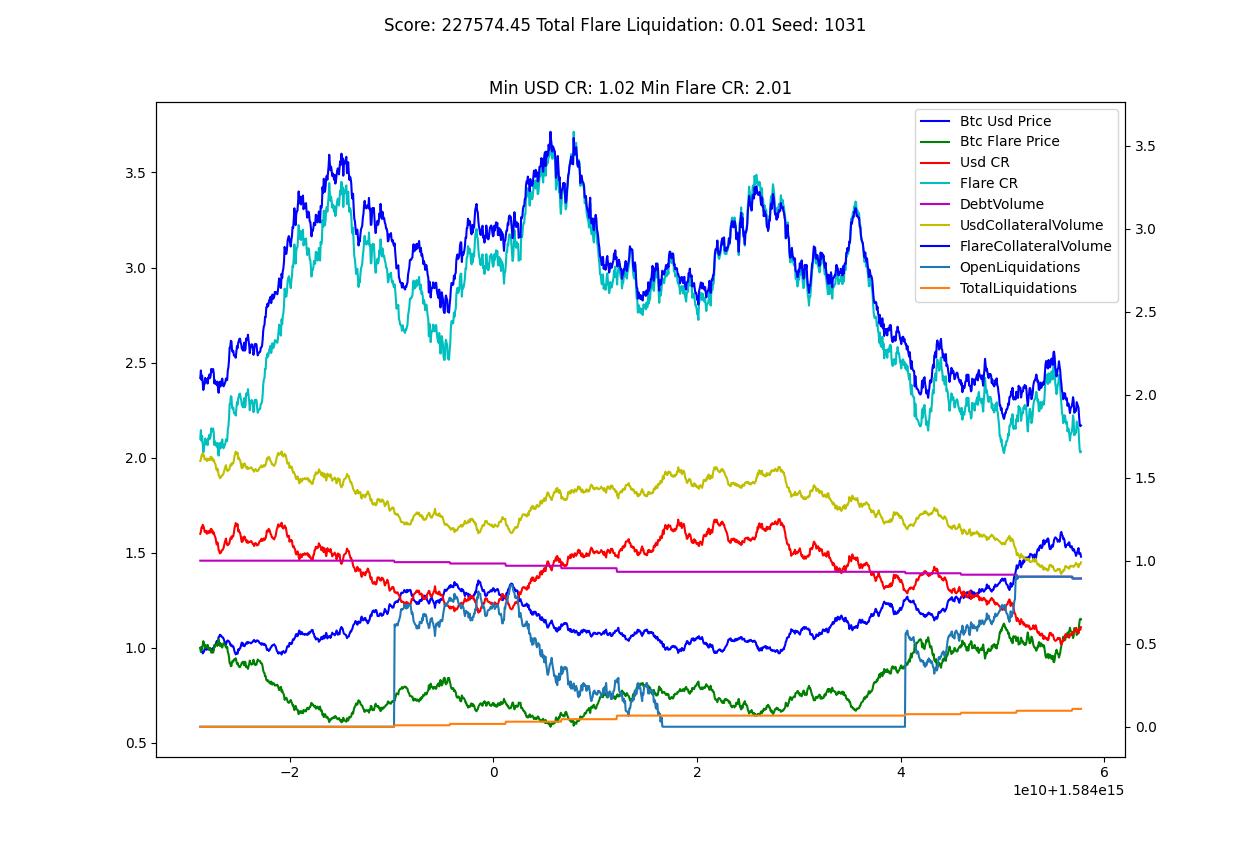 Score: 227574.45 Total Flare Liquidation: 0.01 Seed: 1031
Min USD CR: 1.02 Min Flare CR: 2.01
Btc Usd Price
Btc Flare Price
Usd CR
Flare CR
DebtVolume
UsdCollateralVolume
FlareCollateralVolume
OpenLiquidations
TotalLiquidations
3.5
3.0
2.5
2.0
1.5
1.0
0.5
3.5
3.0
2.5
2.0
1.5
1.0
0.5
0.0
−2 0 2 4 6
1e10+1.584e15